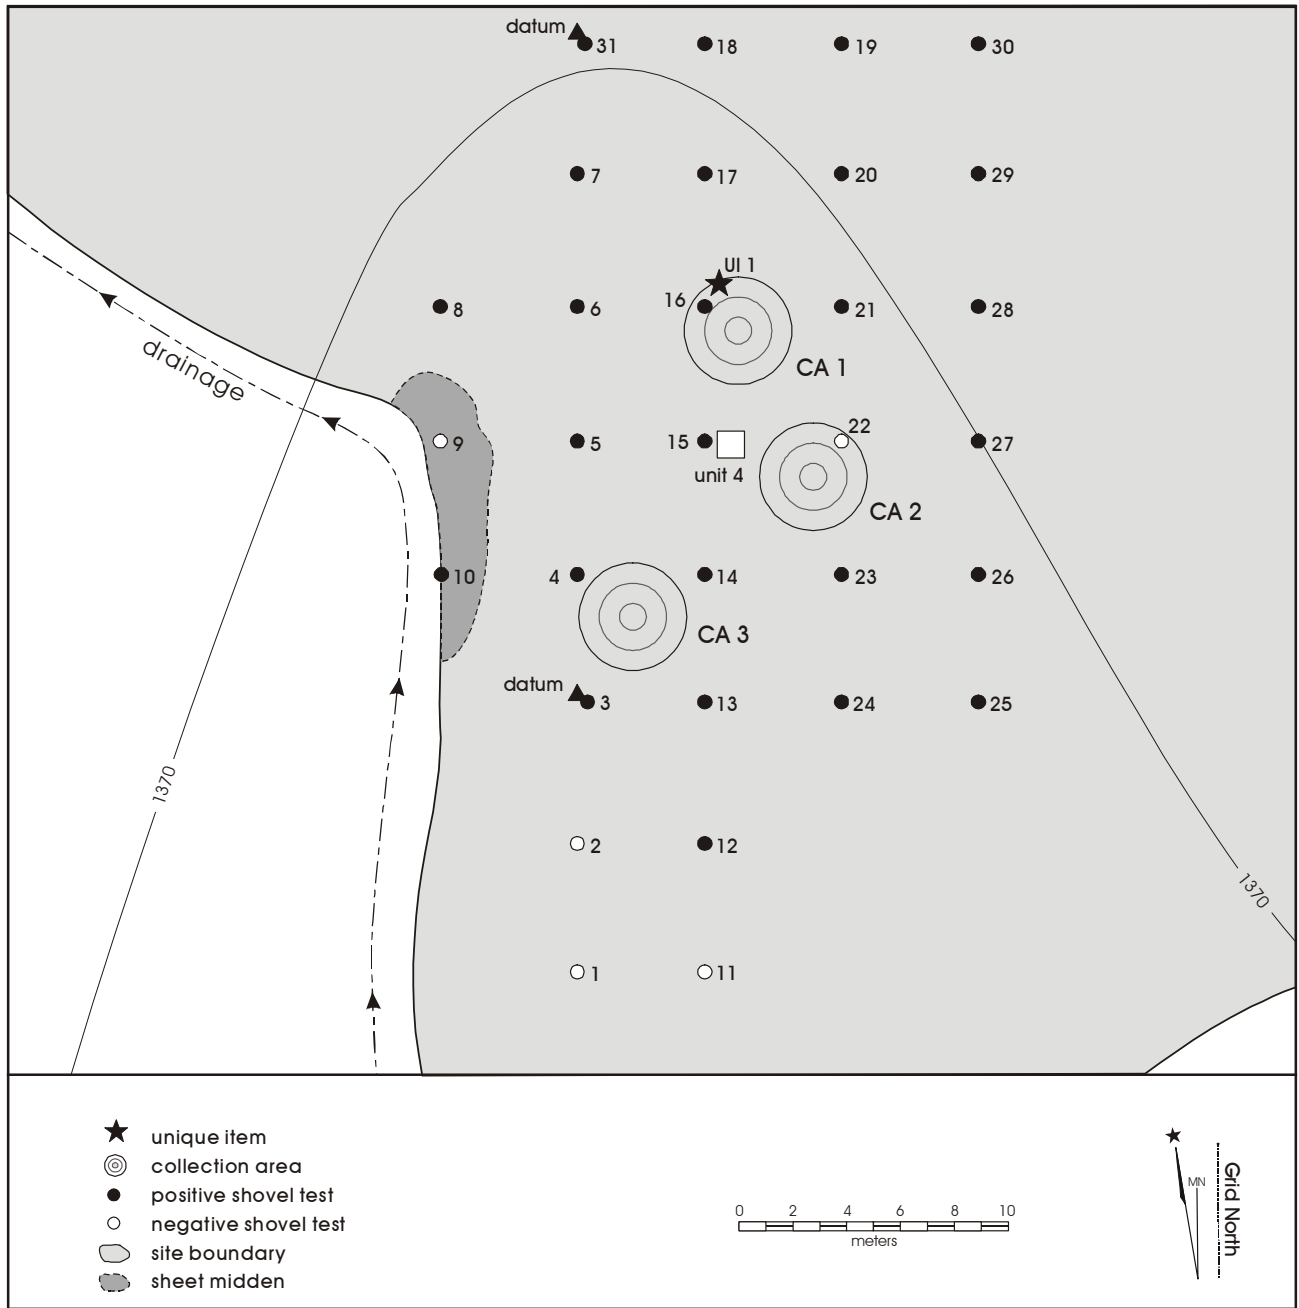 datum
31
18
19
30
7
17
20
29
UI 1
8
6
16
21
28
CA 1
drainage
9
5
15
22
27
unit 4
CA 2
10
4
14
23
26
CA 3
datum
3
13
24
25
1370
2
12
1370
1
11
unique item
collection area
positive shovel test
negative shovel test
site boundary
sheet midden
0 2 4 6 8 10
meters
MN
Grid North